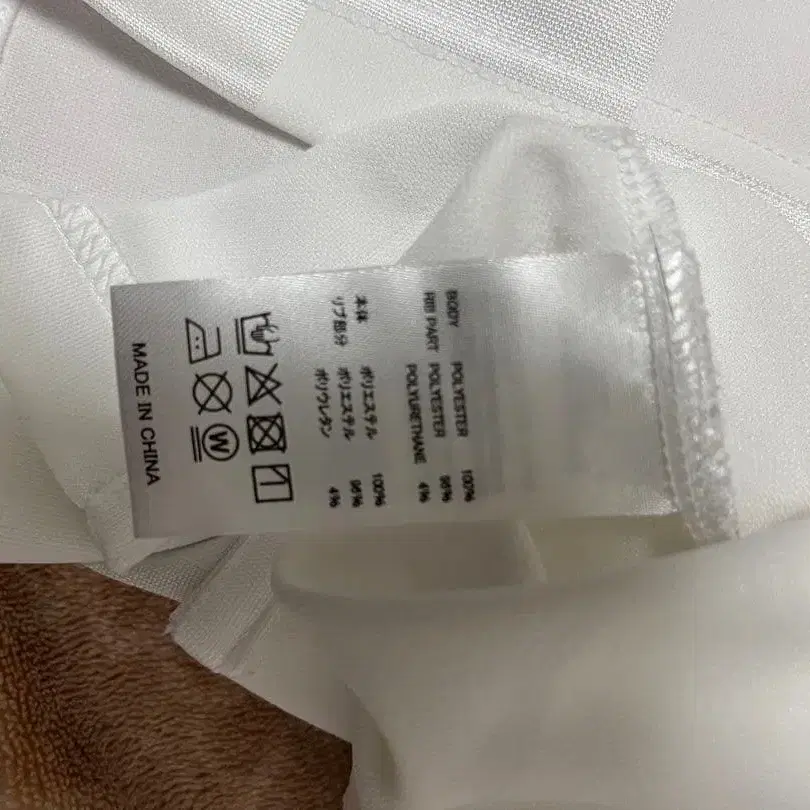 BODY POLYESTER 100%
RIB PART POLYESTER 96%
POLYURETHANE 4%
本体 ポリエステル 100%
リブ部分 ポリエステル 96%
ポリウレタン 4%
W
MADE IN CHINA